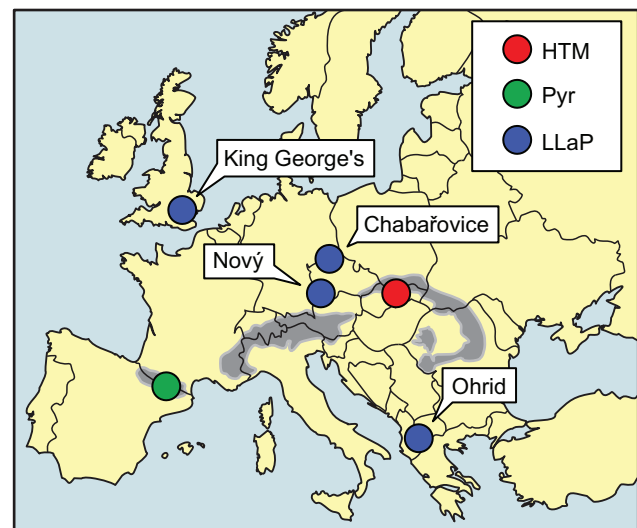 HTM
Pyr
LLaP
King George's
Chabařovice
Nový
Ohrid